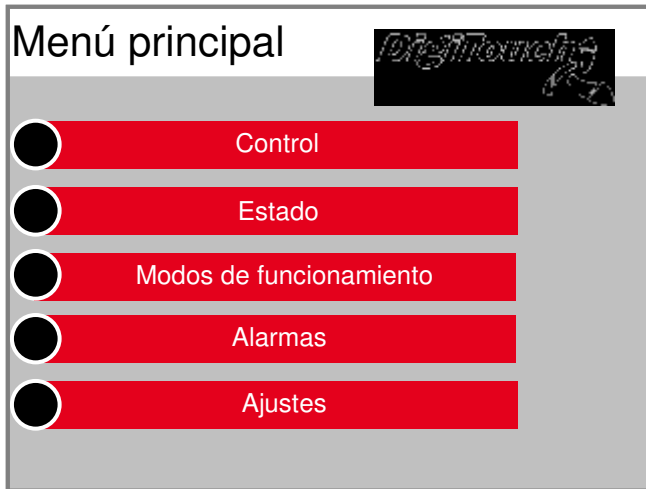 Menú principal
DigiTouch
Control
Estado
Modos de funcionamiento
Alarmas
Ajustes